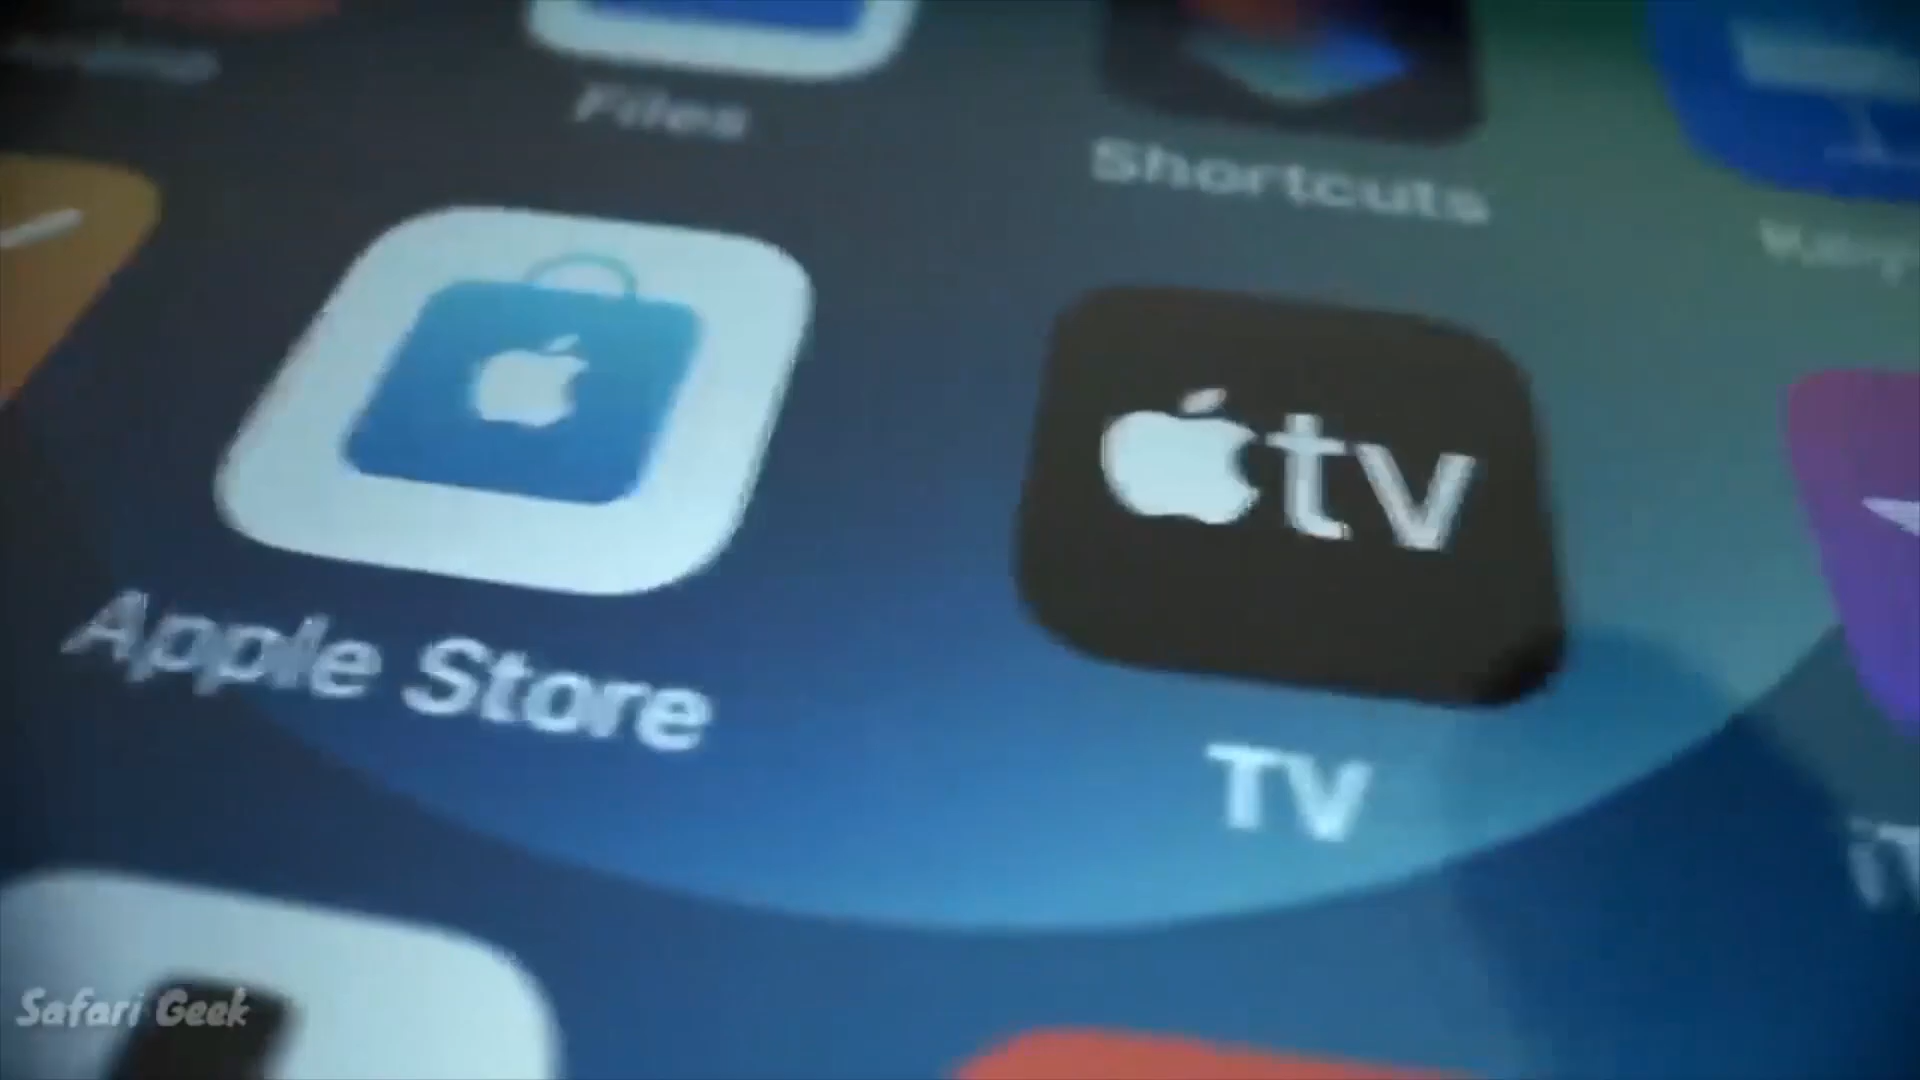 Files
Shortcuts
tv
Apple Store
TV
Safari Geek